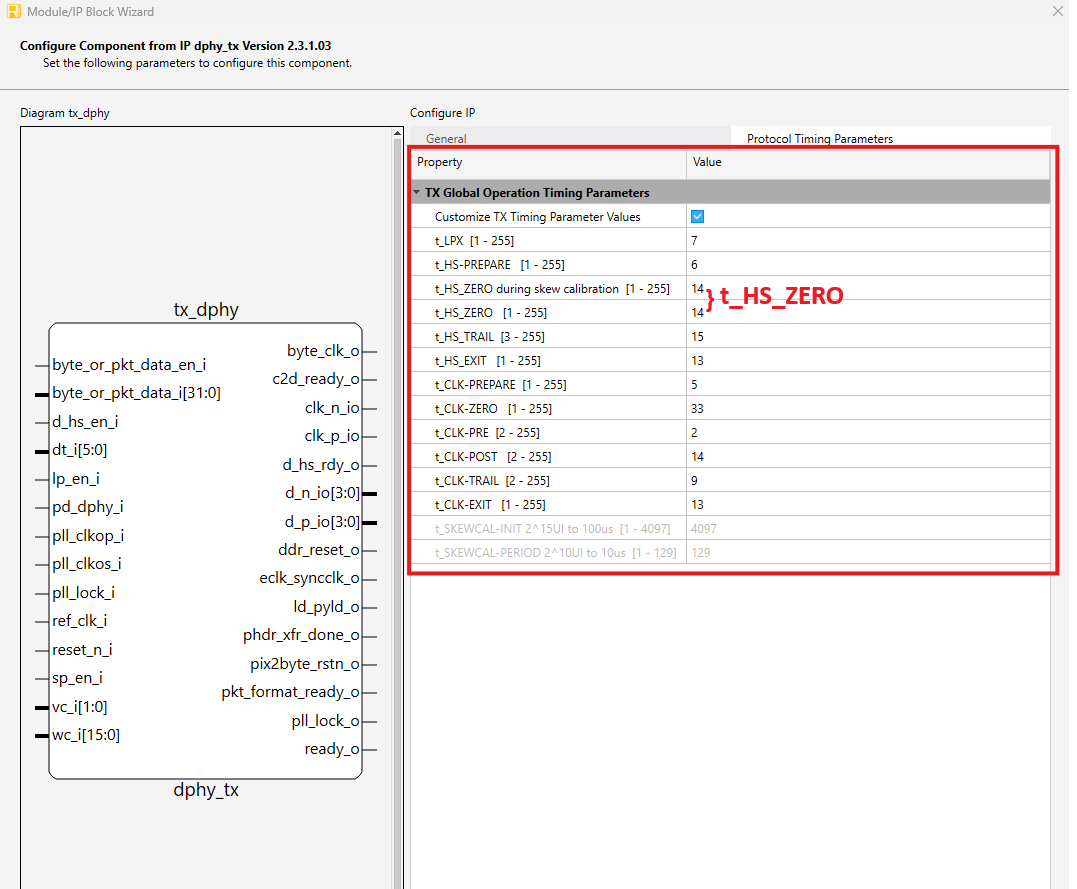 Module/IP Block Wizard
Configure Component from IP dphy_tx Version 2.3.1.03
Set the following parameters to configure this component.
Diagram tx_dphy
Configure IP
General
Protocol Timing Parameters
Property Value
TX Global Operation Timing Parameters
Customize TX Timing Parameter Values
t_LPX [1 - 255] 7
t_HS-PREPARE [1 - 255] 6
t_HS_ZERO during skew calibration [1 - 255] 14
t_HS_ZERO [1 - 255] 14
} t_HS_ZERO
t_HS_TRAIL [3 - 255] 15
t_HS_EXIT [1 - 255] 13
t_CLK-PREPARE [1 - 255] 5
t_CLK-ZERO [1 - 255] 33
t_CLK-PRE [2 - 255] 2
t_CLK-POST [2 - 255] 14
t_CLK-TRAIL [2 - 255] 9
t_CLK-EXIT [1 - 255] 13
t_SKEWCAL-INIT 2^15UI to 100us [1 - 4097] 4097
t_SKEWCAL-PERIOD 2^10UI to 10us [1 - 129] 129
tx_dphy
byte_or_pkt_data_en_i
byte_or_pkt_data_i[31:0]
d_hs_en_i
dt_i[5:0]
lp_en_i
pd_dphy_i
pll_clkop_i
pll_clkos_i
pll_lock_i
ref_clk_i
reset_n_i
sp_en_i
vc_i[1:0]
wc_i[15:0]
byte_clk_o
c2d_ready_o
clk_n_io
clk_p_io
d_hs_rdy_o
d_n_io[3:0]
d_p_io[3:0]
ddr_reset_o
eclk_syncclk_o
ld_pyld_o
phdr_xfr_done_o
pix2byte_rstn_o
pkt_format_ready_o
pll_lock_o
ready_o
dphy_tx